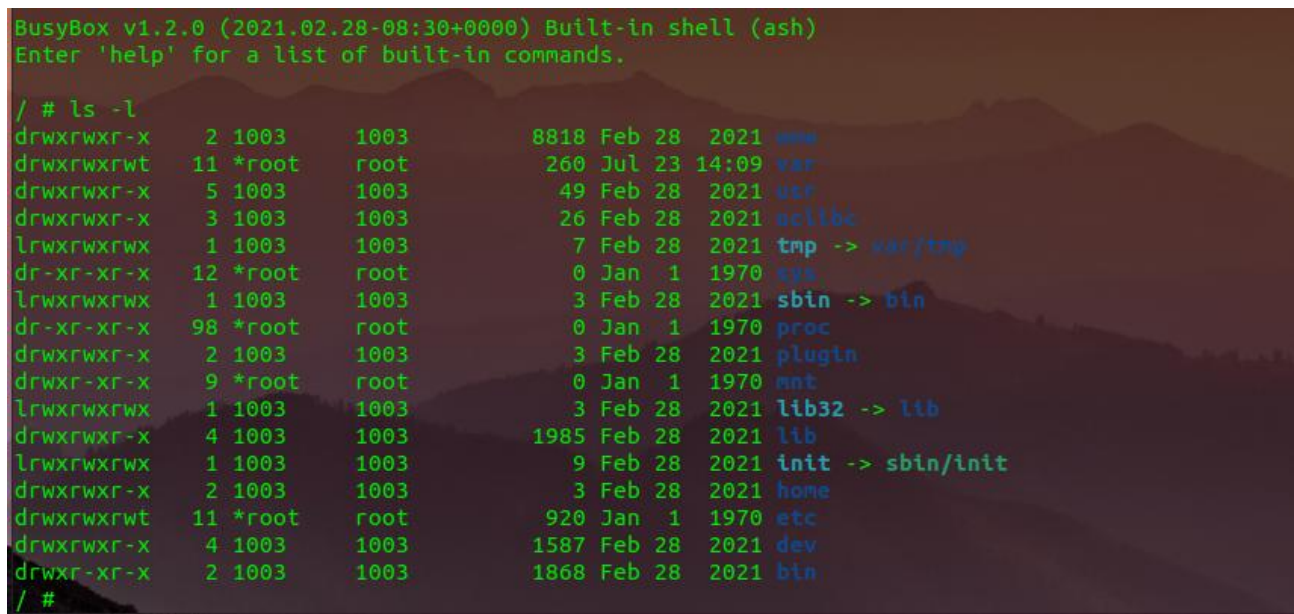 BusyBox v1.2.0 (2021.02.28-08:30+0000) Built-in shell (ash)
Enter 'help' for a list of built-in commands.
/ # ls -l
drwxrwxr-x    2 1003     1003         8818 Feb 28  2021 www
drwxrwxrwt   11 *root    root          260 Jul 23 14:09 var
drwxrwxr-x    5 1003     1003           49 Feb 28  2021 usr
drwxrwxr-x    3 1003     1003           26 Feb 28  2021 uclibc
lrwxrwxrwx    1 1003     1003            7 Feb 28  2021 tmp -> var/tmp
dr-xr-xr-x   12 *root    root            0 Jan  1  1970 sys
lrwxrwxrwx    1 1003     1003            3 Feb 28  2021 sbin -> bin
dr-xr-xr-x   98 *root    root            0 Jan  1  1970 proc
drwxrwxr-x    2 1003     1003            3 Feb 28  2021 plugin
drwxr-xr-x    9 *root    root            0 Jan  1  1970 mnt
lrwxrwxrwx    1 1003     1003            3 Feb 28  2021 lib32 -> lib
drwxrwxr-x    4 1003     1003         1985 Feb 28  2021 lib
lrwxrwxrwx    1 1003     1003            9 Feb 28  2021 init -> sbin/init
drwxrwxr-x    2 1003     1003            3 Feb 28  2021 home
drwxrwxrwt   11 *root    root          920 Jan  1  1970 etc
drwxrwxr-x    4 1003     1003         1587 Feb 28  2021 dev
drwxr-xr-x    2 1003     1003         1868 Feb 28  2021 bin
/ #